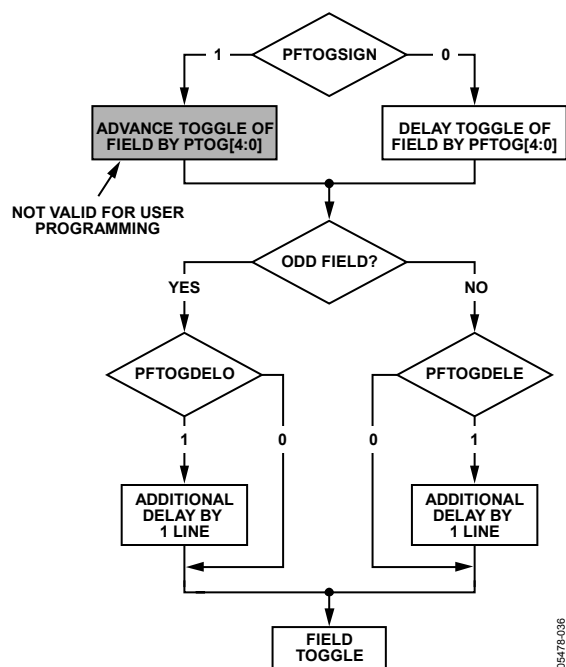 PFTOGSIGN
1
0
ADVANCE TOGGLE OF
FIELD BY PTOG[4:0]
DELAY TOGGLE OF
FIELD BY PFTOG[4:0]
NOT VALID FOR USER
PROGRAMMING
ODD FIELD?
YES
NO
PFTOGDELO
PFTOGDELE
1
0
0
1
ADDITIONAL
DELAY BY
1 LINE
ADDITIONAL
DELAY BY
1 LINE
FIELD
TOGGLE
05478-036